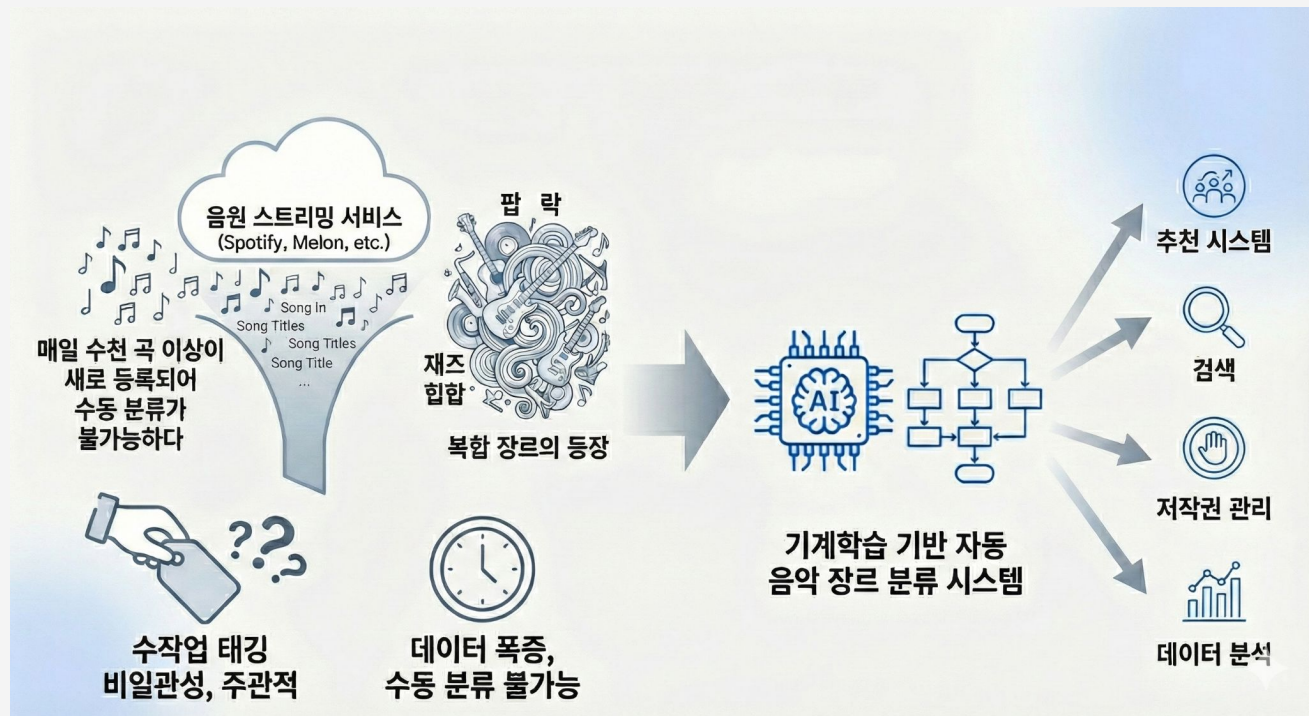 음원 스트리밍 서비스
(Spotify, Melon, etc.)
Song In
Song Titles
Song Titles
Song Title
...
매일 수천 곡 이상이
새로 등록되어
수동 분류가
불가능하다
팝 락
재즈
힙합
복합 장르의 등장
수작업 태깅
비일관성, 주관적
데이터 폭증,
수동 분류 불가능
AI
기계학습 기반 자동
음악 장르 분류 시스템
추천 시스템
검색
저작권 관리
데이터 분석